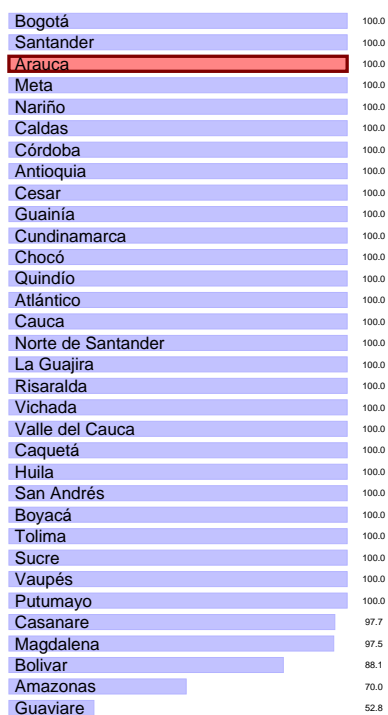 Bogotá 100.0
Santander 100.0
Arauca 100.0
Meta 100.0
Nariño 100.0
Caldas 100.0
Córdoba 100.0
Antioquia 100.0
Cesar 100.0
Guainía 100.0
Cundinamarca 100.0
Chocó 100.0
Quindío 100.0
Atlántico 100.0
Cauca 100.0
Norte de Santander 100.0
La Guajira 100.0
Risaralda 100.0
Vichada 100.0
Valle del Cauca 100.0
Caquetá 100.0
Huila 100.0
San Andrés 100.0
Boyacá 100.0
Tolima 100.0
Sucre 100.0
Vaupés 100.0
Putumayo 100.0
Casanare 97.7
Magdalena 97.5
Bolivar 88.1
Amazonas 70.0
Guaviare 52.8